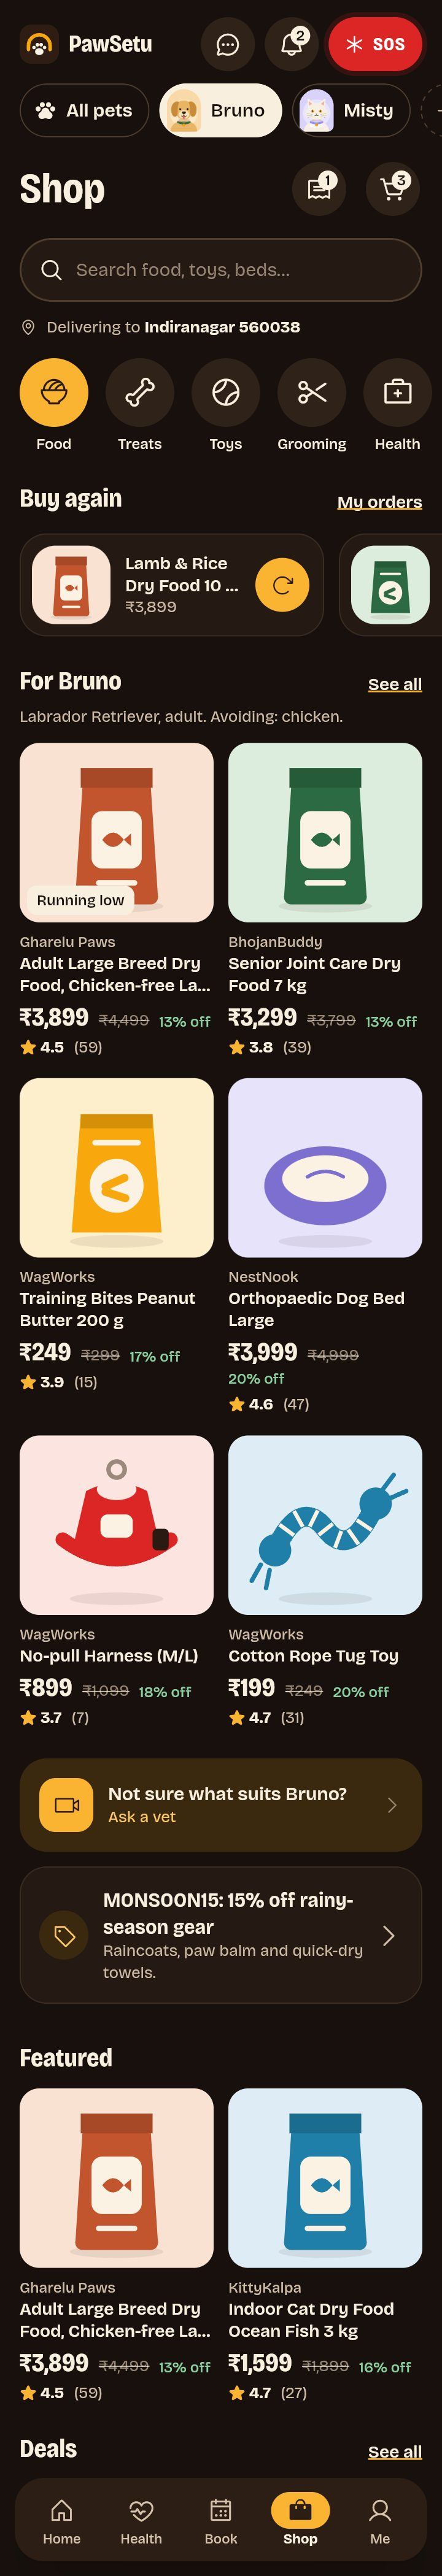 PawSetu
2
SOS
All pets
Bruno
Misty
Shop
1
3
Search food, toys, beds...
Delivering to Indiranagar 560038
Food
Treats
Toys
Grooming
Health
Buy again
My orders
Lamb & Rice
Dry Food 10 ...
₹3,899
For Bruno
See all
Labrador Retriever, adult. Avoiding: chicken.
Running low
Gharelu Paws
Adult Large Breed Dry
Food, Chicken-free La...
₹3,899 ₹4,499 13% off
4.5 (59)
BhojanBuddy
Senior Joint Care Dry
Food 7 kg
₹3,299 ₹3,799 13% off
3.8 (39)
WagWorks
Training Bites Peanut
Butter 200 g
₹249 ₹299 17% off
3.9 (15)
NestNook
Orthopaedic Dog Bed
Large
₹3,999 ₹4,999
20% off
4.6 (47)
WagWorks
No-pull Harness (M/L)
₹899 ₹1,099 18% off
3.7 (7)
WagWorks
Cotton Rope Tug Toy
₹199 ₹249 20% off
4.7 (31)
Not sure what suits Bruno?
Ask a vet
MONSOON15: 15% off rainy-
season gear
Raincoats, paw balm and quick-dry
towels.
Featured
Gharelu Paws
Adult Large Breed Dry
Food, Chicken-free La...
₹3,899 ₹4,499 13% off
4.5 (59)
KittyKalpa
Indoor Cat Dry Food
Ocean Fish 3 kg
₹1,599 ₹1,899 16% off
4.7 (27)
Deals
See all
Home
Health
Book
Shop
Me